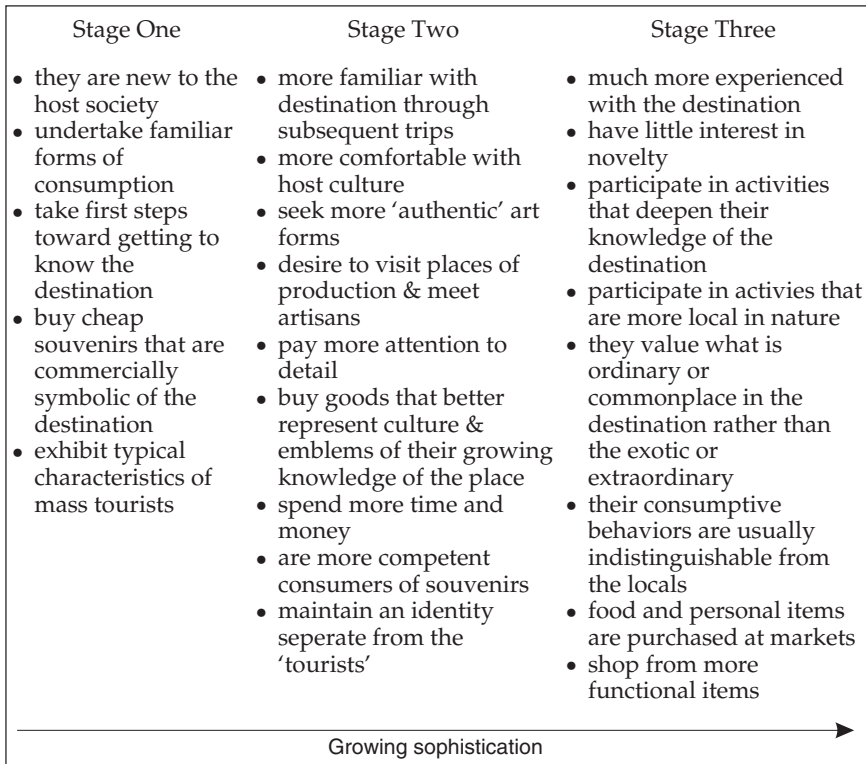 Stage One
• they are new to the
host society
• undertake familiar
forms of
consumption
• take first steps
toward getting to
know the
destination
• buy cheap
souvenirs that are
commercially
symbolic of the
destination
• exhibit typical
characteristics of
mass tourists
Stage Two
• more familiar with
destination through
subsequent trips
• more comfortable with
host culture
• seek more ‘authentic’ art
forms
• desire to visit places of
production & meet
artisans
• pay more attention to
detail
• buy goods that better
represent culture &
emblems of their growing
knowledge of the place
• spend more time and
money
• are more competent
consumers of souvenirs
• maintain an identity
seperate from the
‘tourists’
Stage Three
• much more experienced
with the destination
• have little interest in
novelty
• participate in activities
that deepen their
knowledge of the
destination
• participate in activies that
are more local in nature
• they value what is
ordinary or
commonplace in the
destination rather than
the exotic or
extraordinary
• their consumptive
behaviors are usually
indistinguishable from
the locals
• food and personal items
are purchased at markets
• shop from more
functional items
Growing sophistication